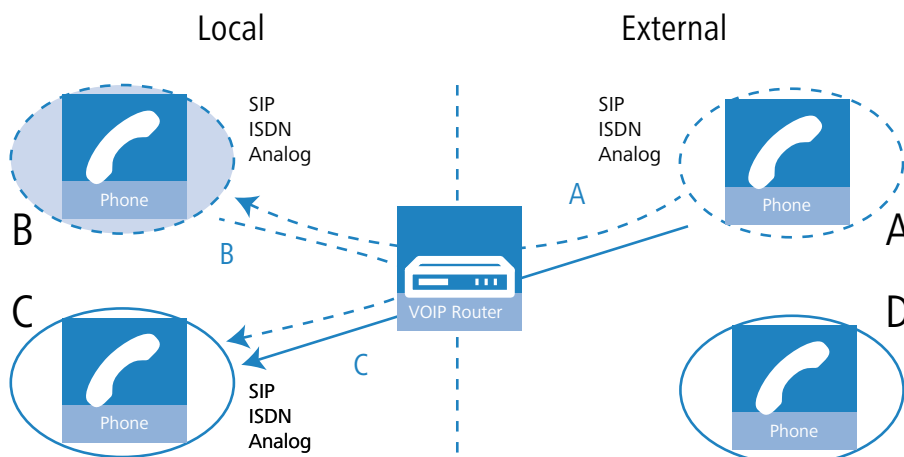 Local
External
SIP
ISDN
Analog
SIP
ISDN
Analog
Phone
Phone
A
B
A
B
VOIP Router
C
D
C
Phone
SIP
ISDN
Analog
Phone